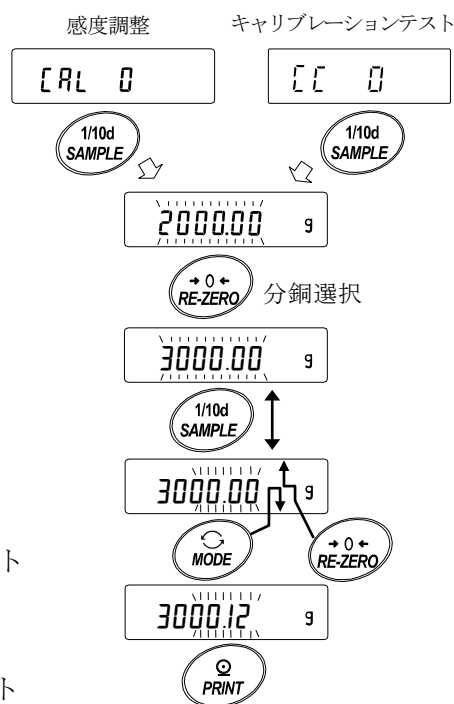 感度調整 キャリブレーションテスト
CAL 0 CC 0
1/10d 1/10d
SAMPLE SAMPLE
2000.00 g
→ 0 ←
RE-ZERO 分銅選択
3000.00 g
1/10d
SAMPLE
3000.00 g
MODE → 0 ←
RE-ZERO
ト
3000.12 g
PRINT
ト